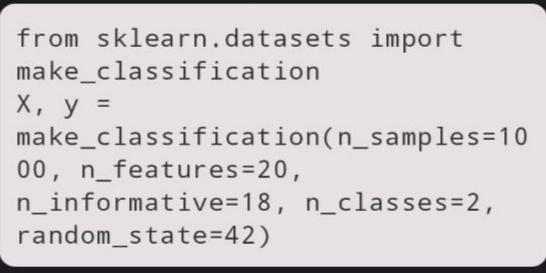 from sklearn.datasets import
make_classification
X, y =
make_classification(n_samples=10
00, n_features=20,
n_informative=18, n_classes=2,
random_state=42)